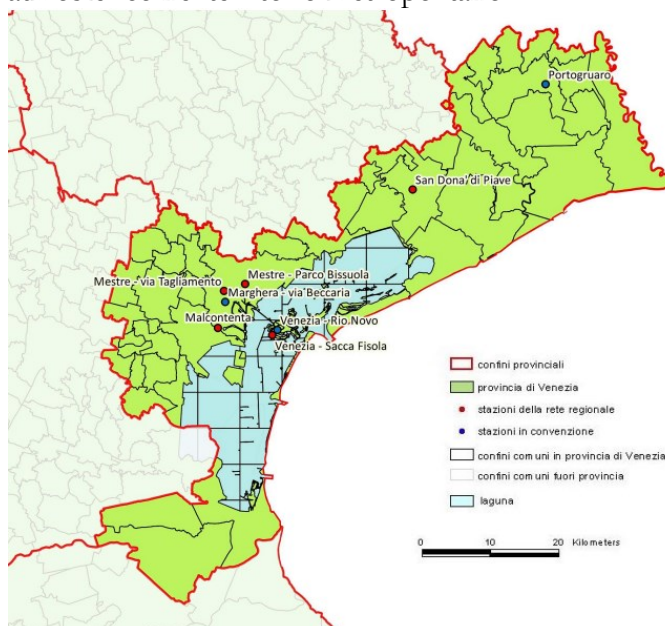 Portogruaro
San Dona' di Piave
Mestre - Parco Bissuola
Mestre - via Tagliamento
Marghera - via Beccaria
Malcontenta
Venezia - Rio Novo
Venezia - Sacca Fisola
confini provinciali
provincia di Venezia
stazioni della rete regionale
stazioni in convenzione
confini comuni in provincia di Venezia
confini comuni fuori provincia
laguna
0 10 20 Kilometers